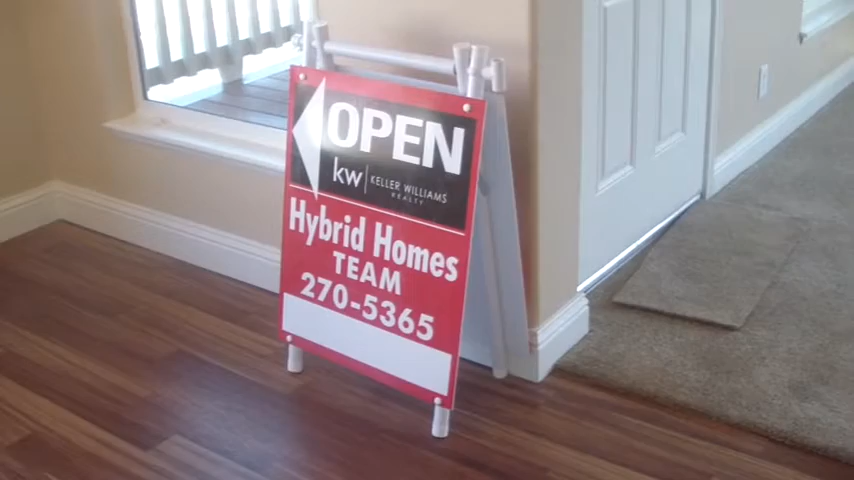 OPEN
kw KELLER WILLIAMS
REALTY
Hybrid Homes
TEAM
270-5365